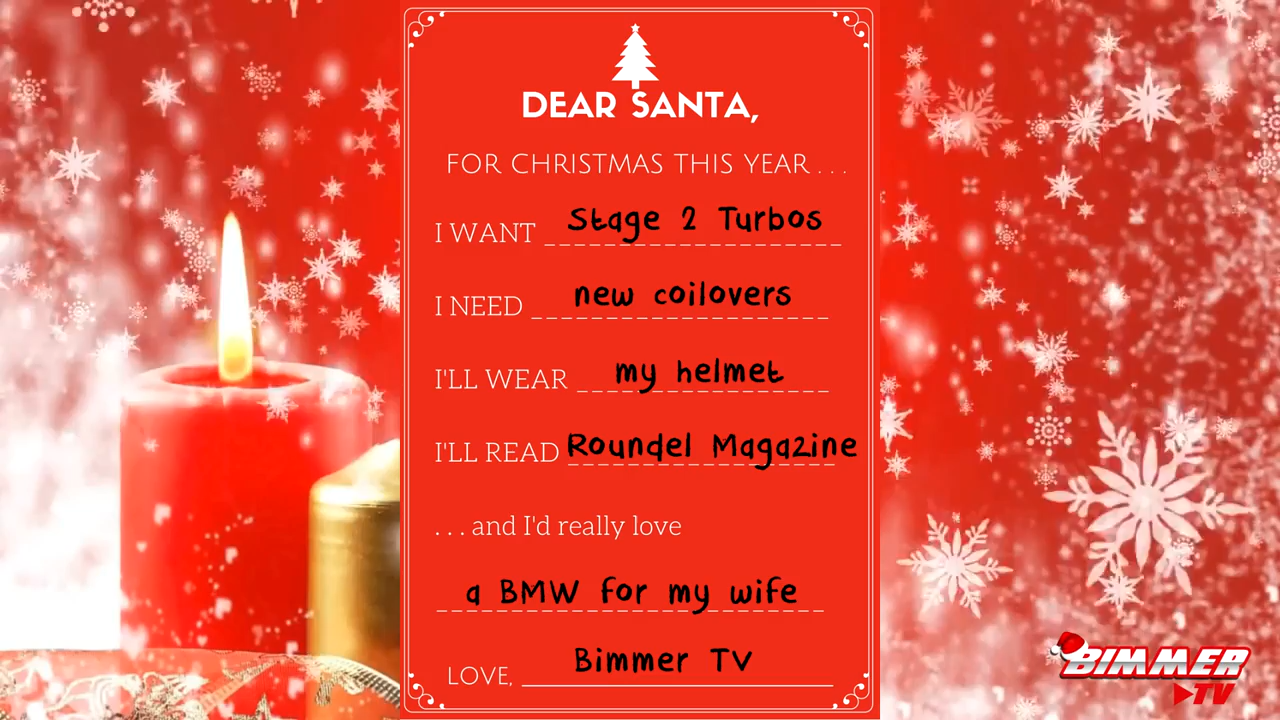 DEAR SANTA,
FOR CHRISTMAS THIS YEAR . . .
I WANT Stage 2 Turbos
I NEED new coilovers
I'LL WEAR my helmet
I'LL READ Roundel Magazine
. . . and I'd really love
a BMW for my wife
LOVE, Bimmer TV
BIMMER
TV